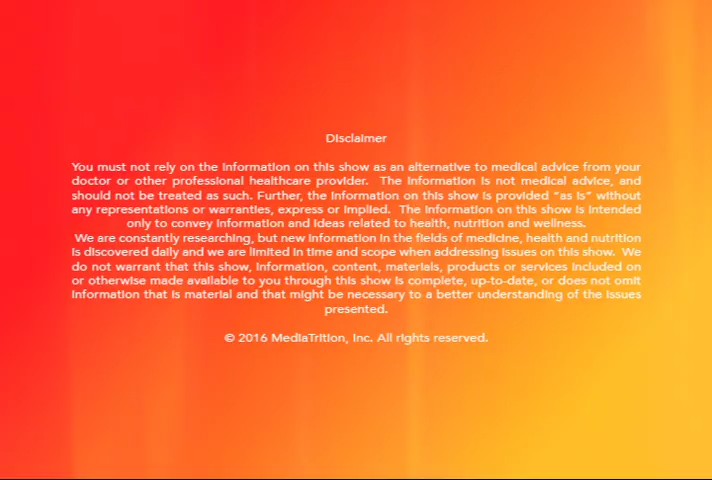 Disclaimer
You must not rely on the information on this show as an alternative to medical advice from your
doctor or other professional healthcare provider. The information is not medical advice, and
should not be treated as such. Further, the information on this show is provided "as is" without
any representations or warranties, express or implied. The information on this show is intended
only to convey information and ideas related to health, nutrition and wellness.
We are constantly researching, but new information in the fields of medicine, health and nutrition
is discovered daily and we are limited in time and scope when addressing issues on this show. We
do not warrant that this show, information, content, materials, products or services included on
or otherwise made available to you through this show is complete, up-to-date, or does not omit
information that is material and that might be necessary to a better understanding of the issues
presented.
© 2016 MediaTrition, Inc. All rights reserved.